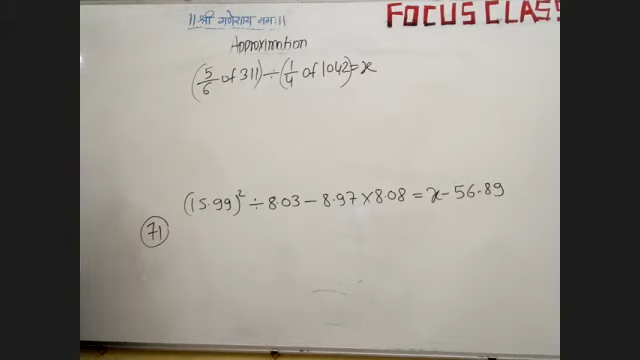 ॥ श्री गणेशाय नमः ॥
FOCUS CLASS
Approximation
(5/6 of 311) ÷ (1/4 of 1042) = x
(15.99)² ÷ 8.03 - 8.97 × 8.08 = x - 56.89
71